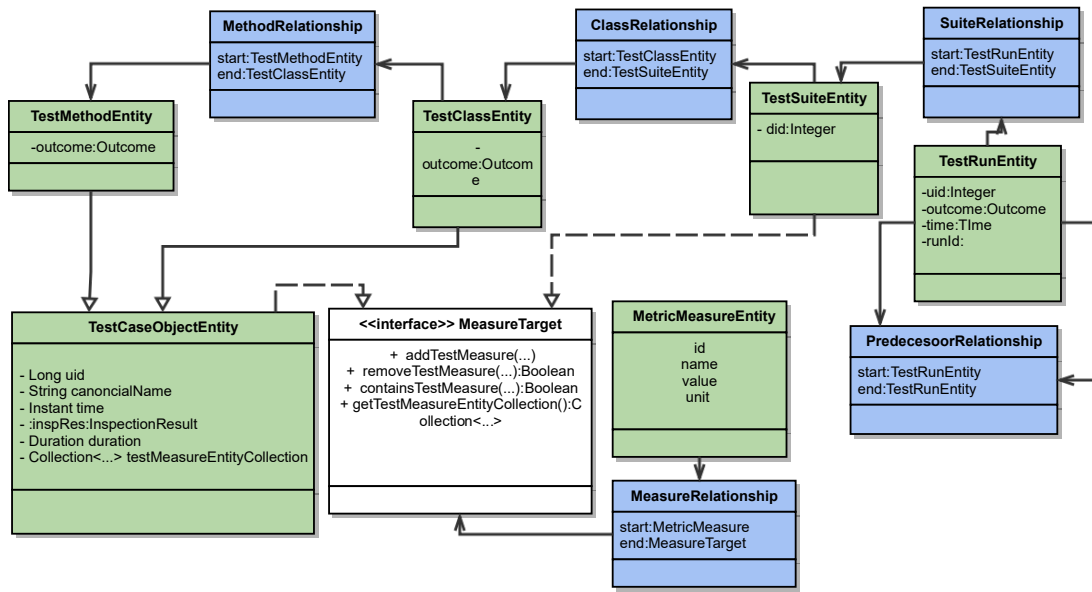 MethodRelationship
start:TestMethodEntity
end:TestClassEntity
ClassRelationship
start:TestClassEntity
end:TestSuiteEntity
SuiteRelationship
start:TestRunEntity
end:TestSuiteEntity
TestMethodEntity
-outcome:Outcome
TestClassEntity
-
outcome:Outcom
e
TestSuiteEntity
- did:Integer
TestRunEntity
-uid:Integer
-outcome:Outcome
-time:TIme
-runId:
TestCaseObjectEntity
- Long uid
- String canoncialName
- Instant time
- :inspRes:InspectionResult
- Duration duration
- Collection<...> testMeasureEntityCollection
<<interface>> MeasureTarget
+ addTestMeasure(...)
+ removeTestMeasure(...):Boolean
+ containsTestMeasure(...):Boolean
+ getTestMeasureEntityCollection():C
ollection<...>
MetricMeasureEntity
id
name
value
unit
PredecesoorRelationship
start:TestRunEntity
end:TestRunEntity
MeasureRelationship
start:MetricMeasure
end:MeasureTarget